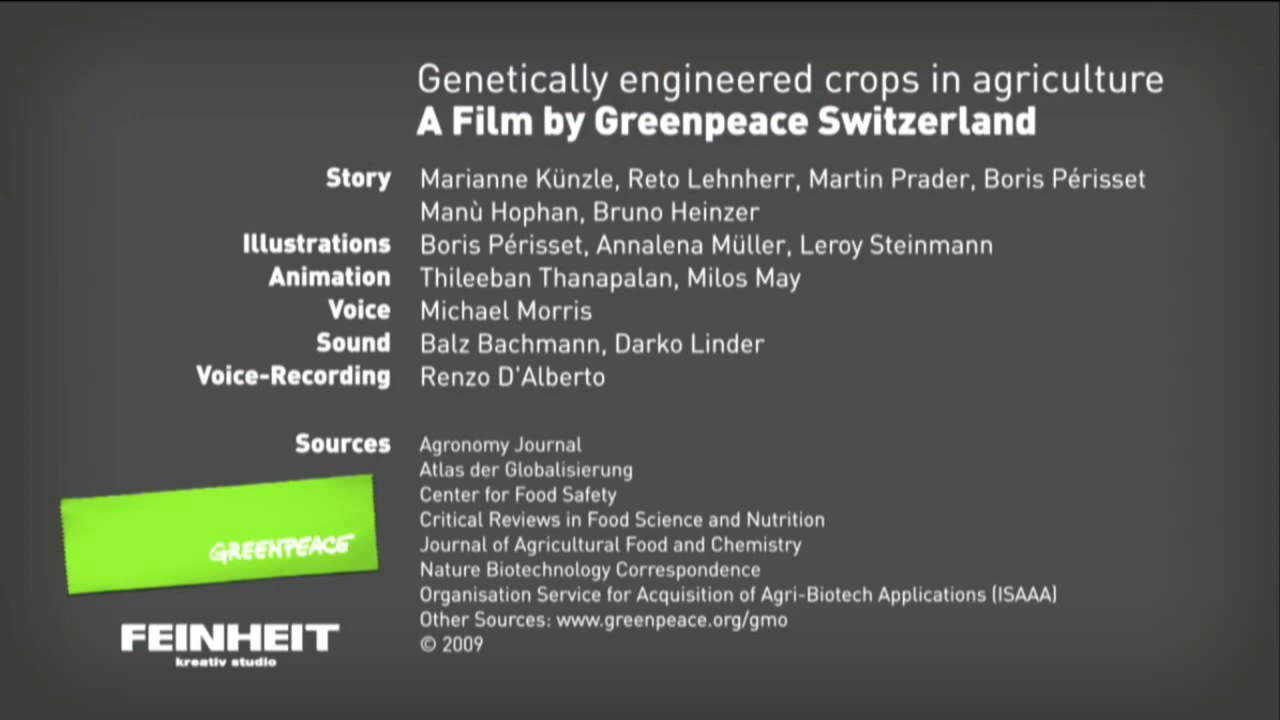 Genetically engineered crops in agriculture
A Film by Greenpeace Switzerland
Story Marianne Künzle, Reto Lehnherr, Martin Prader, Boris Périsset
Manù Hophan, Bruno Heinzer
Illustrations Boris Périsset, Annalena Müller, Leroy Steinmann
Animation Thileeban Thanapalan, Milos May
Voice Michael Morris
Sound Balz Bachmann, Darko Linder
Voice-Recording Renzo D'Alberto
Sources Agronomy Journal
Atlas der Globalisierung
Center for Food Safety
Critical Reviews in Food Science and Nutrition
Journal of Agricultural Food and Chemistry
Nature Biotechnology Correspondence
Organisation Service for Acquisition of Agri-Biotech Applications (ISAAA)
Other Sources: www.greenpeace.org/gmo
© 2009
GREENPEACE
FEINHEIT
kreativ studio